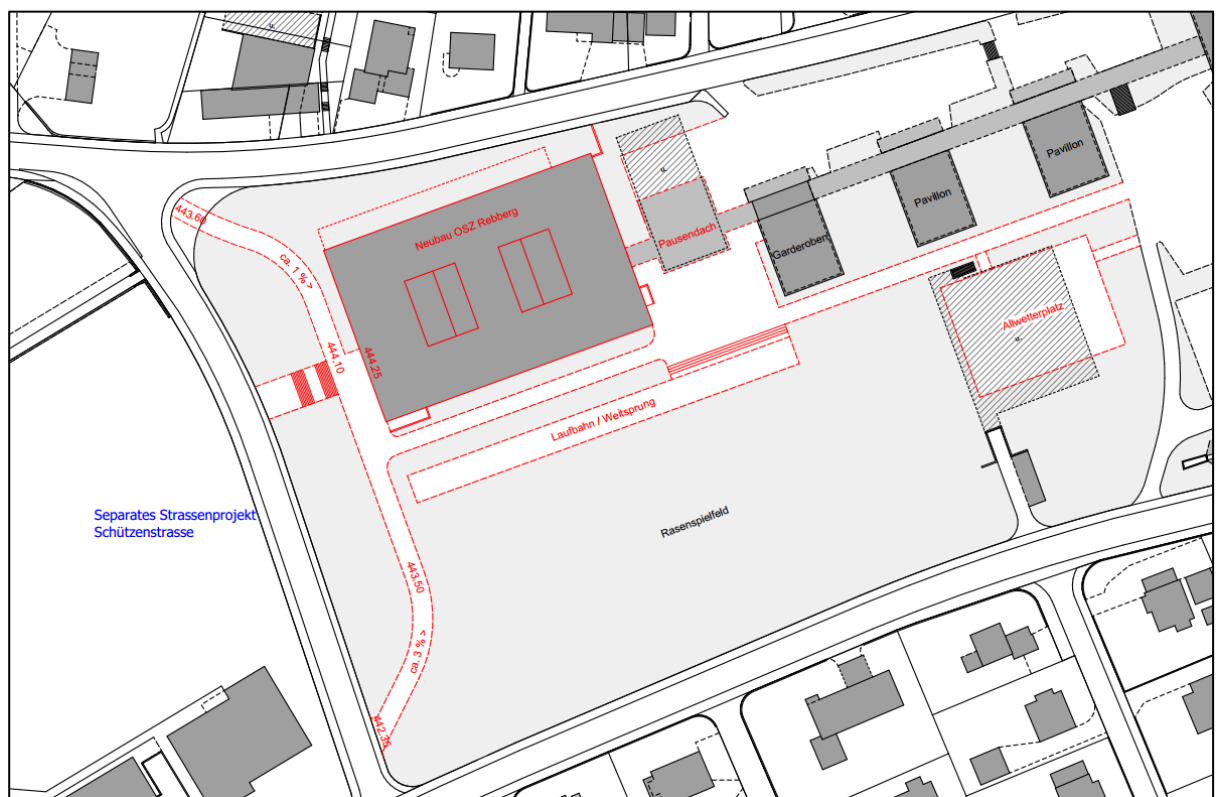 Pavillon
Pavillon
Garderoben
Pausendach
Neubau OSZ Rebberg
443.60
ca. 1 % >
444.10
444.25
Allwetterplatz
Laufbahn / Weitsprung
Rasenspielfeld
Separates Strassenprojekt
Schützenstrasse
443.50
ca. 3 % >
442.35